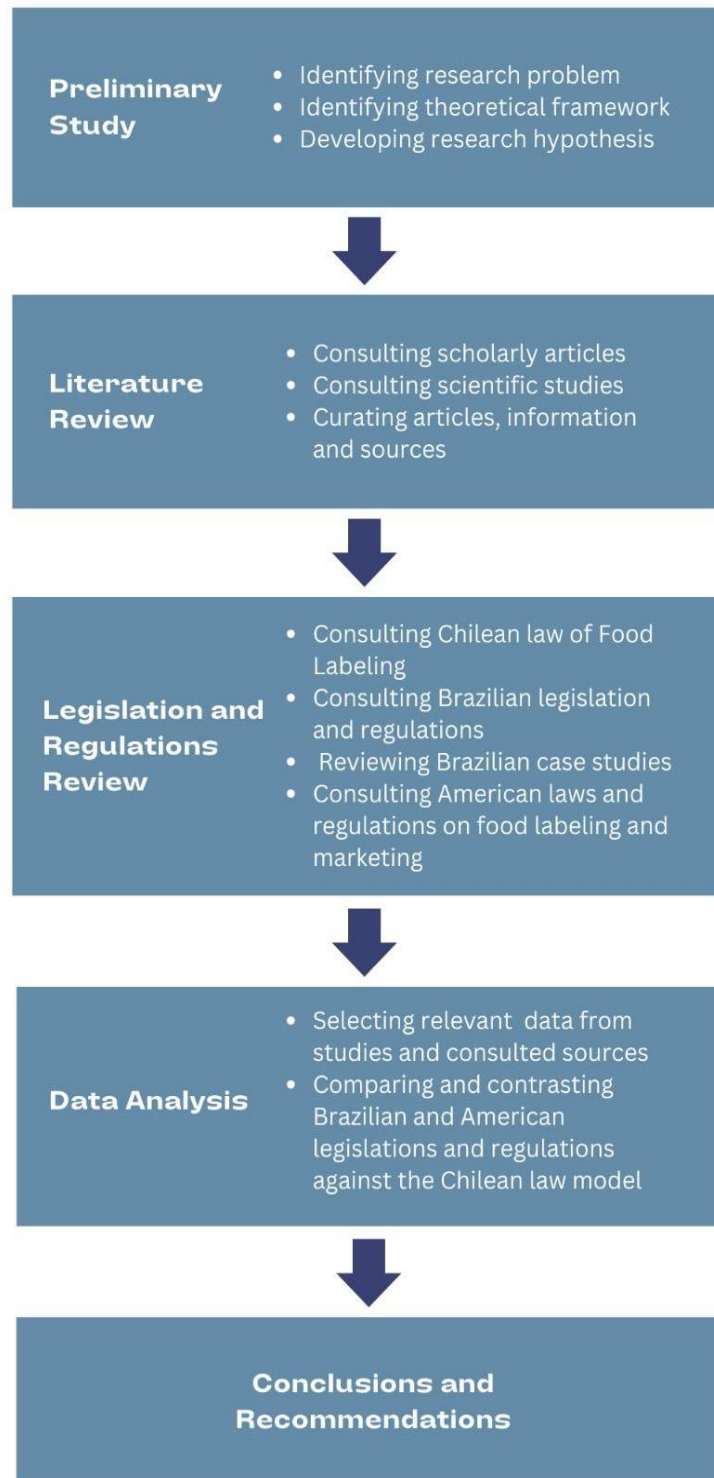 Preliminary
Study
• Identifying research problem
• Identifying theoretical framework
• Developing research hypothesis
Literature
Review
• Consulting scholarly articles
• Consulting scientific studies
• Curating articles, information
and sources
Legislation and
Regulations
Review
• Consulting Chilean law of Food
Labeling
• Consulting Brazilian legislation
and regulations
• Reviewing Brazilian case studies
• Consulting American laws and
regulations on food labeling and
marketing
Data Analysis
• Selecting relevant data from
studies and consulted sources
• Comparing and contrasting
Brazilian and American
legislations and regulations
against the Chilean law model
Conclusions and
Recommendations